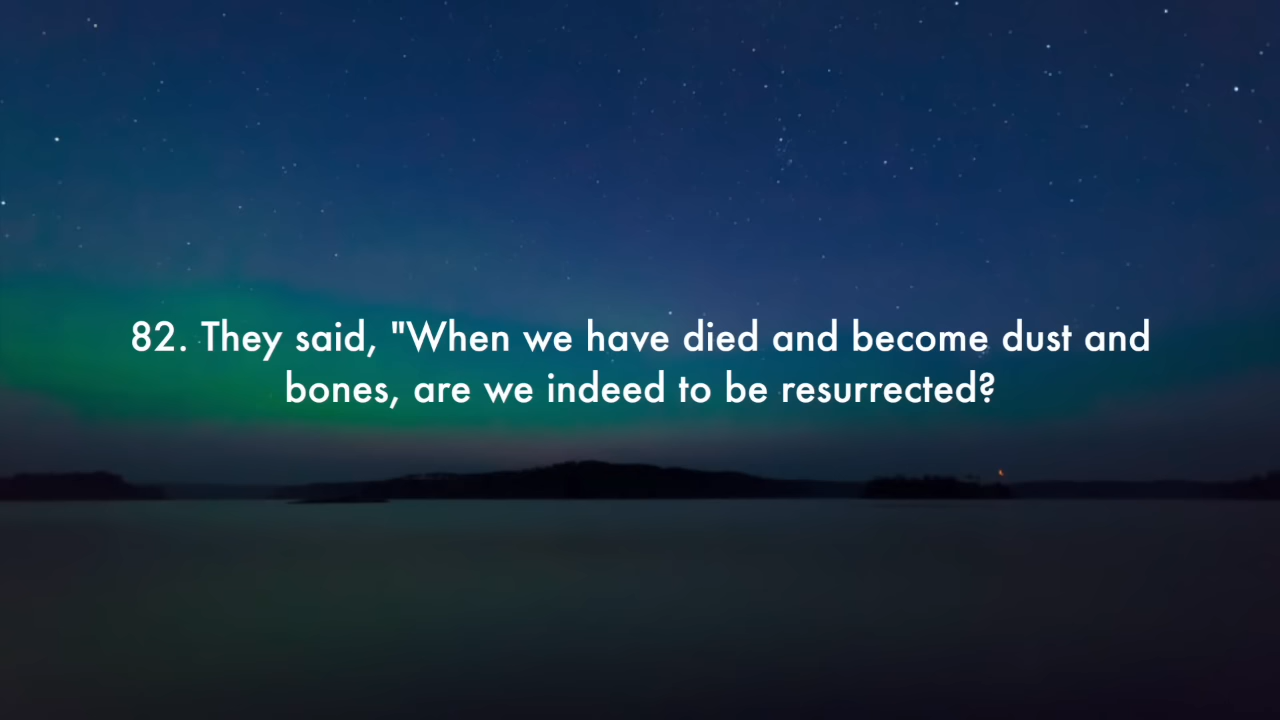 82. They said, "When we have died and become dust and
bones, are we indeed to be resurrected?